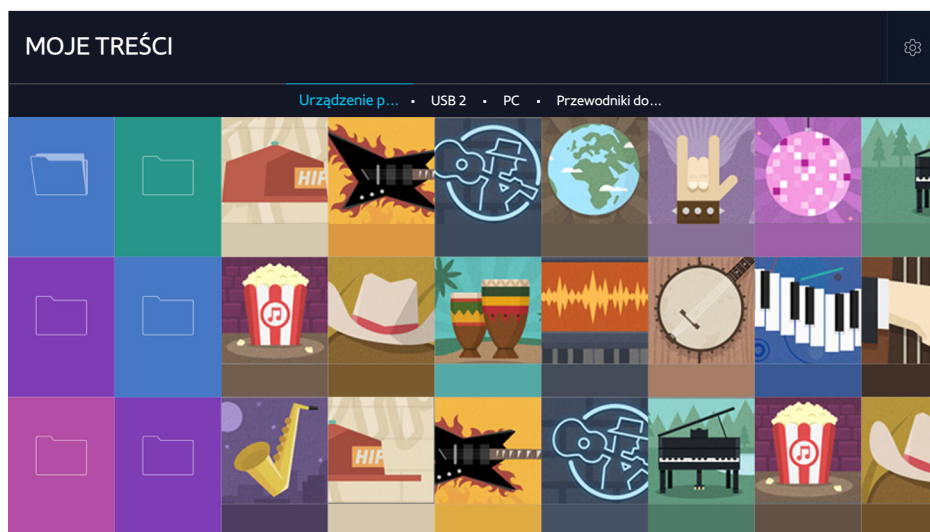 MOJE TREŚCI
Urządzenie p... • USB 2 • PC • Przewodniki do...
HIP
HIP